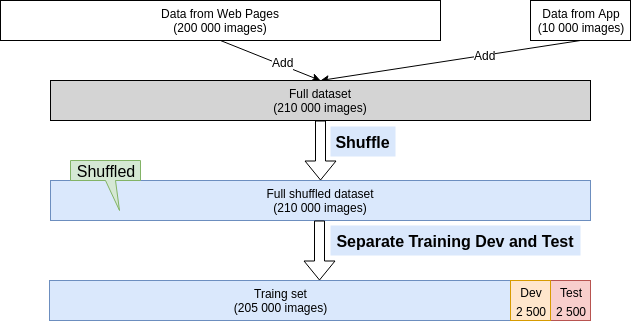 Data from Web Pages
(200 000 images)
Data from App
(10 000 images)
Add
Add
Full dataset
(210 000 images)
Shuffle
Shuffled
Full shuffled dataset
(210 000 images)
Separate Training Dev and Test
Traing set
(205 000 images)
Dev
2 500
Test
2 500